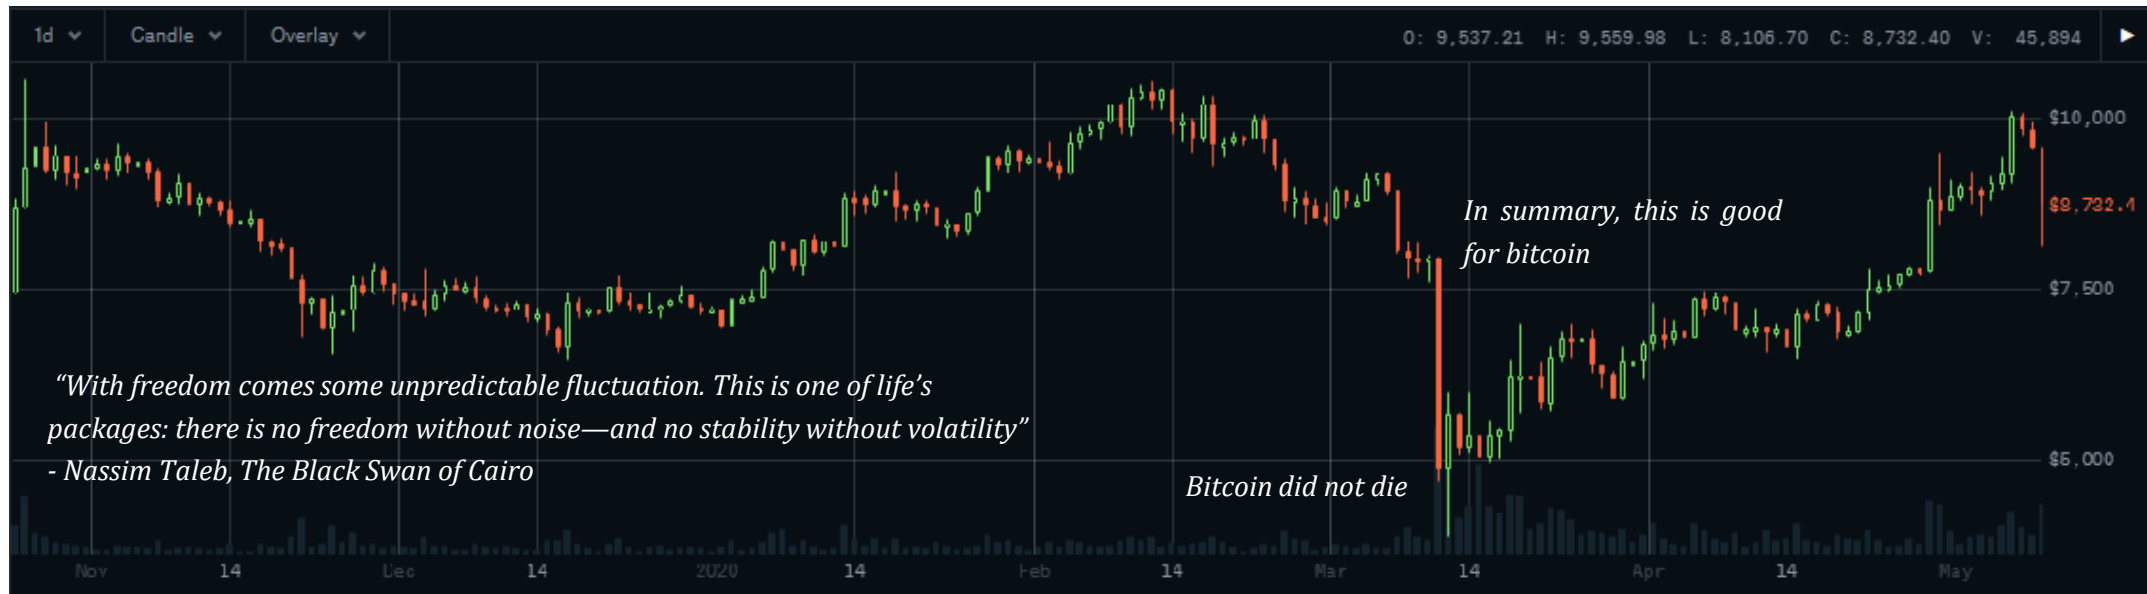 1d Candle Overlay O: 9,537.21 H: 9,559.98 L: 8,106.70 C: 8,732.40 V: 45,894
$10,000
In summary, this is good
for bitcoin
$8,732.4
$7,500
“With freedom comes some unpredictable fluctuation. This is one of life’s
packages: there is no freedom without noise—and no stability without volatility”
- Nassim Taleb, The Black Swan of Cairo
$5,000
Bitcoin did not die
Nov 14 Dec 14 2020 14 Feb 14 Mar 14 Apr 14 May